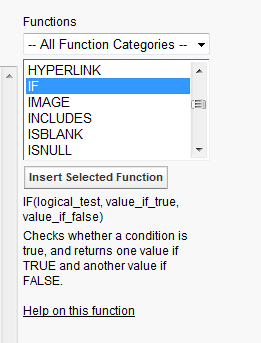 Functions
-- All Function Categories --
HYPERLINK
IF
IMAGE
INCLUDES
ISBLANK
ISNULL
Insert Selected Function
IF(logical_test, value_if_true,
value_if_false)
Checks whether a condition is
true, and returns one value if
TRUE and another value if
FALSE.
Help on this function